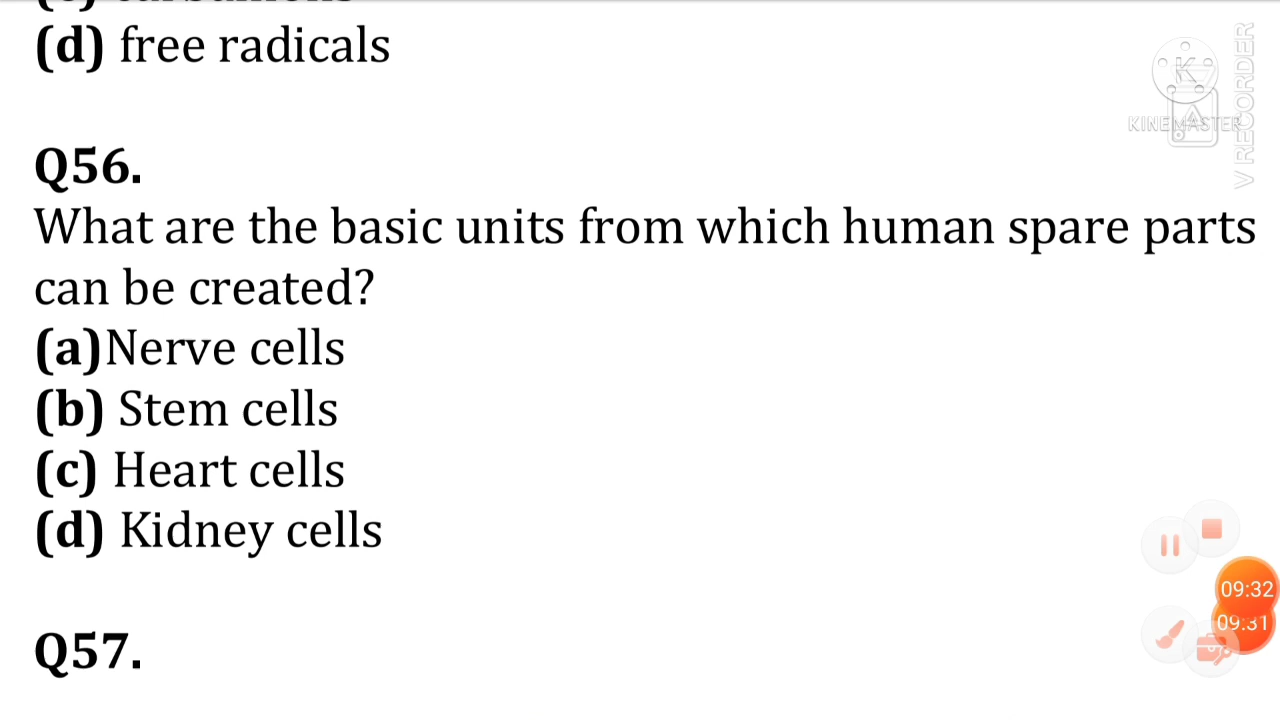 (d) free radicals
KINEMASTER
V RECORDER
Q56.
What are the basic units from which human spare parts
can be created?
(a)Nerve cells
(b) Stem cells
(c) Heart cells
(d) Kidney cells
09:32
09:31
Q57.